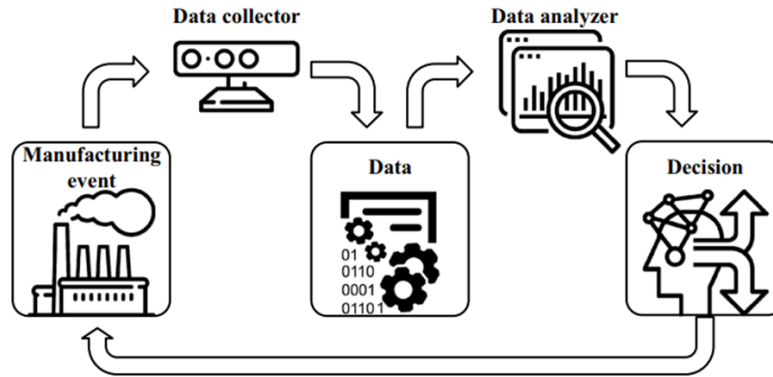 Data collector
Data analyzer
Manufacturing
event
Data
Decision
01
0110
0001
01101